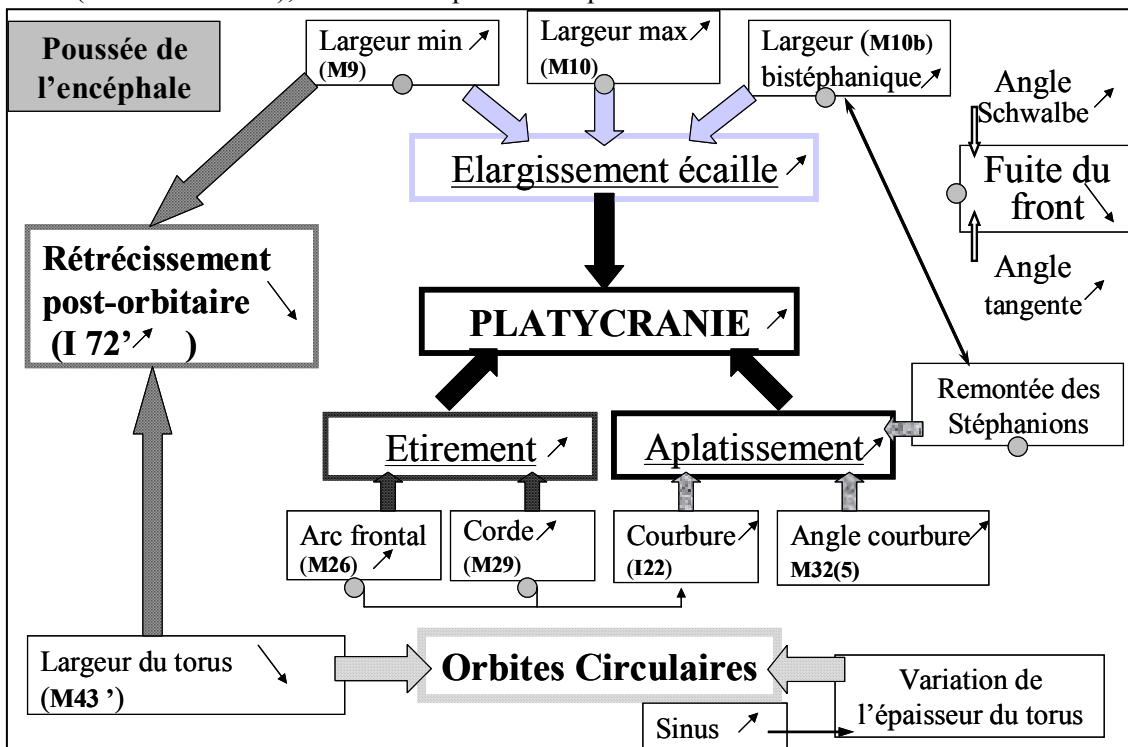 Poussée de
l'encéphale
Largeur min ↗
(M9)
Largeur max ↗
(M10)
Largeur (M10b)
bistéphanique ↗
Angle
Schwalbe ↗
Elargissement écaille ↗
Fuite du
front ↘
Angle
tangente ↗
Rétrécissement
post-orbitaire ↘
(I 72'↗ )
PLATYCRANIE ↗
Remontée des
Stéphanions
Etirement ↗
Aplatissement ↗
Arc frontal
(M26) ↗
Corde ↗
(M29)
Courbure ↗
(I22)
Angle courbure ↗
M32(5)
Largeur du torus ↘
(M43 ')
Orbites Circulaires
Variation de
l'épaisseur du torus
Sinus ↗